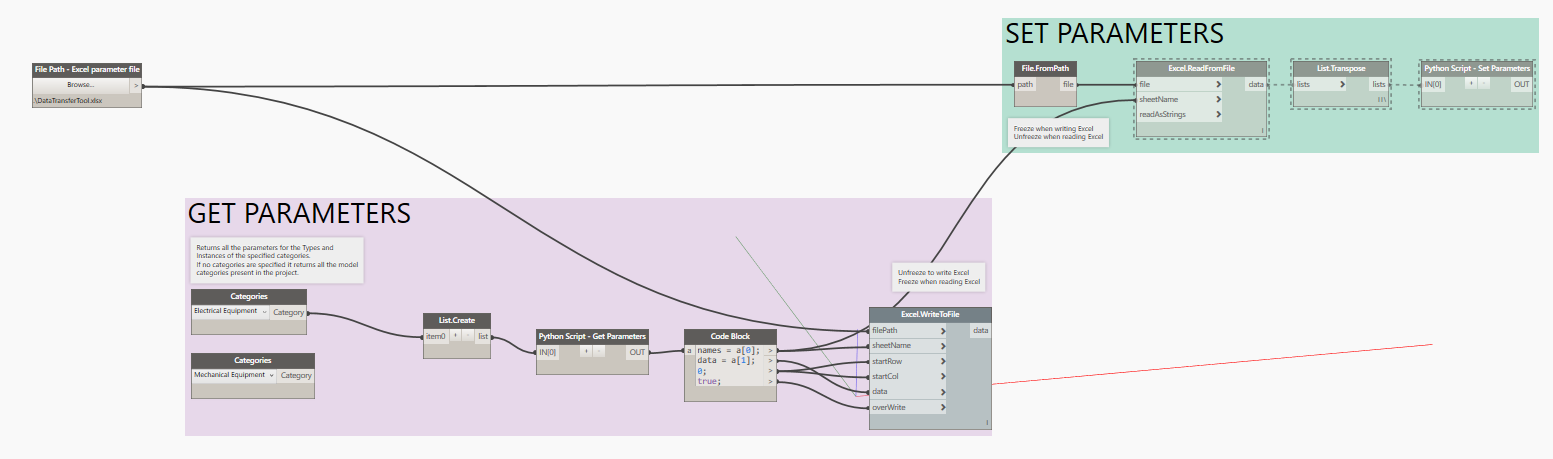 SET PARAMETERS
File Path - Excel parameter file
Browse...
>
.\DataTransferTool.xlsx
File.FromPath
path
file
Excel.ReadFromFile
file
data
sheetName
readAsStrings
List.Transpose
lists
lists
Python Script - Set Parameters
IN[0]
+
-
OUT
Freeze when writing Excel
Unfreeze when reading Excel
GET PARAMETERS
Returns all the parameters for the Types and
Instances of the specified categories.
If no categories are specified it returns all the model
categories present in the project.
Categories
Electrical Equipment
Category
Categories
Mechanical Equipment
Category
List.Create
item0
+
-
list
Python Script - Get Parameters
IN[0]
+
-
OUT
Code Block
a
names = a[0];
>
data = a[1];
>
0;
>
true;
>
Unfreeze to write Excel
Freeze when reading Excel
Excel.WriteToFile
filePath
data
sheetName
startRow
startCol
data
overWrite